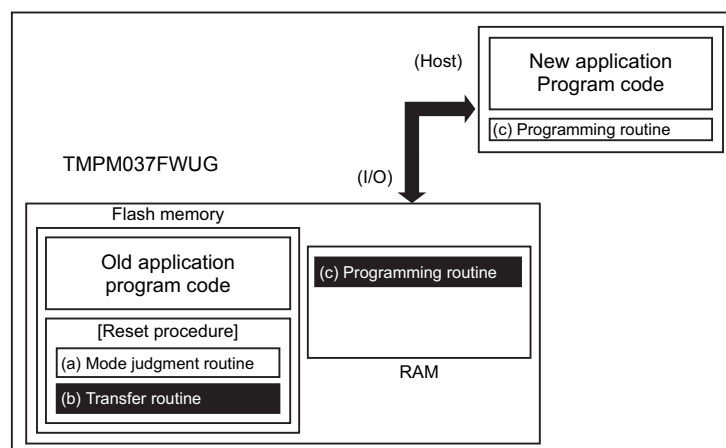 (Host)
New application
Program code
(c) Programming routine
TMPM037FWUG
(I/O)
Flash memory
Old application
program code
[Reset procedure]
(a) Mode judgment routine
(b) Transfer routine
(c) Programming routine
RAM